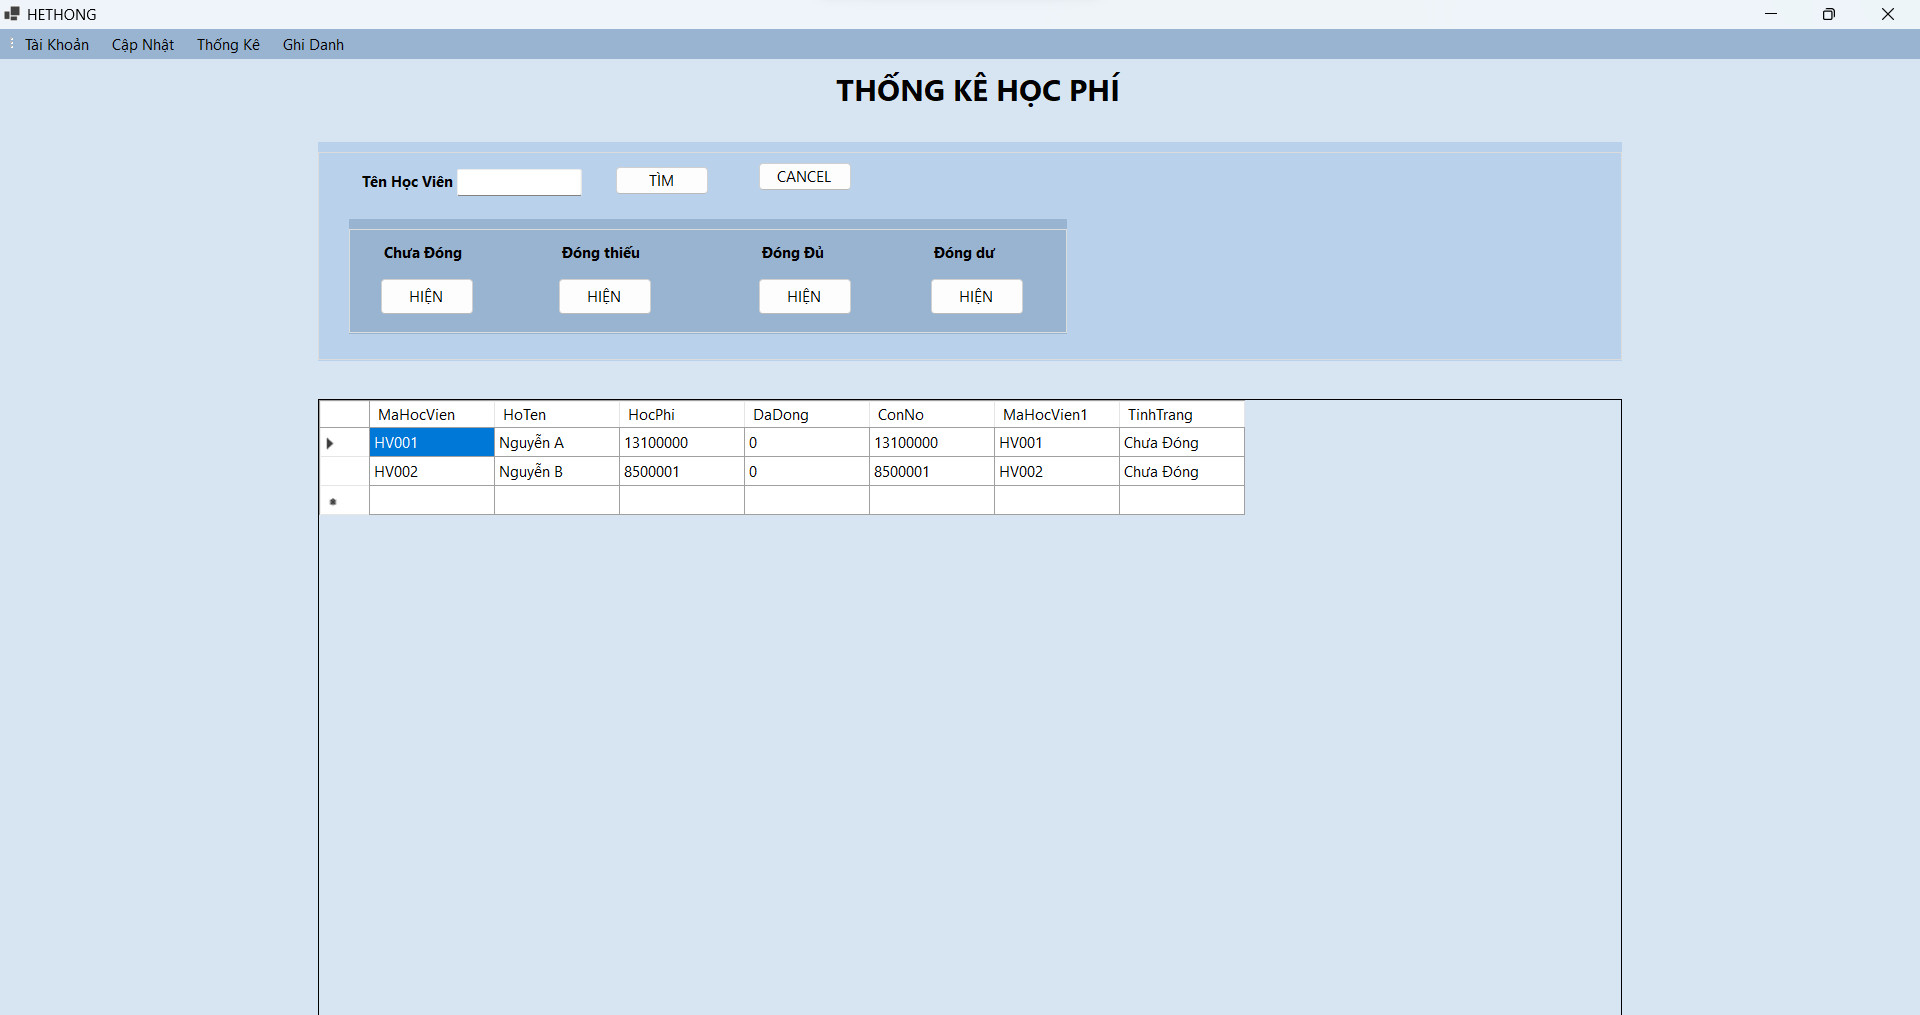 HETHONG
Tài Khoản Cập Nhật Thống Kê Ghi Danh
THỐNG KÊ HỌC PHÍ
Tên Học Viên TÌM CANCEL
Chưa Đóng Đóng thiếu Đóng Đủ Đóng dư
HIỆN HIỆN HIỆN HIỆN
MaHocVien HoTen HocPhi DaDong ConNo MaHocVien1 TinhTrang
HV001 Nguyễn A 13100000 0 13100000 HV001 Chưa Đóng
HV002 Nguyễn B 8500001 0 8500001 HV002 Chưa Đóng